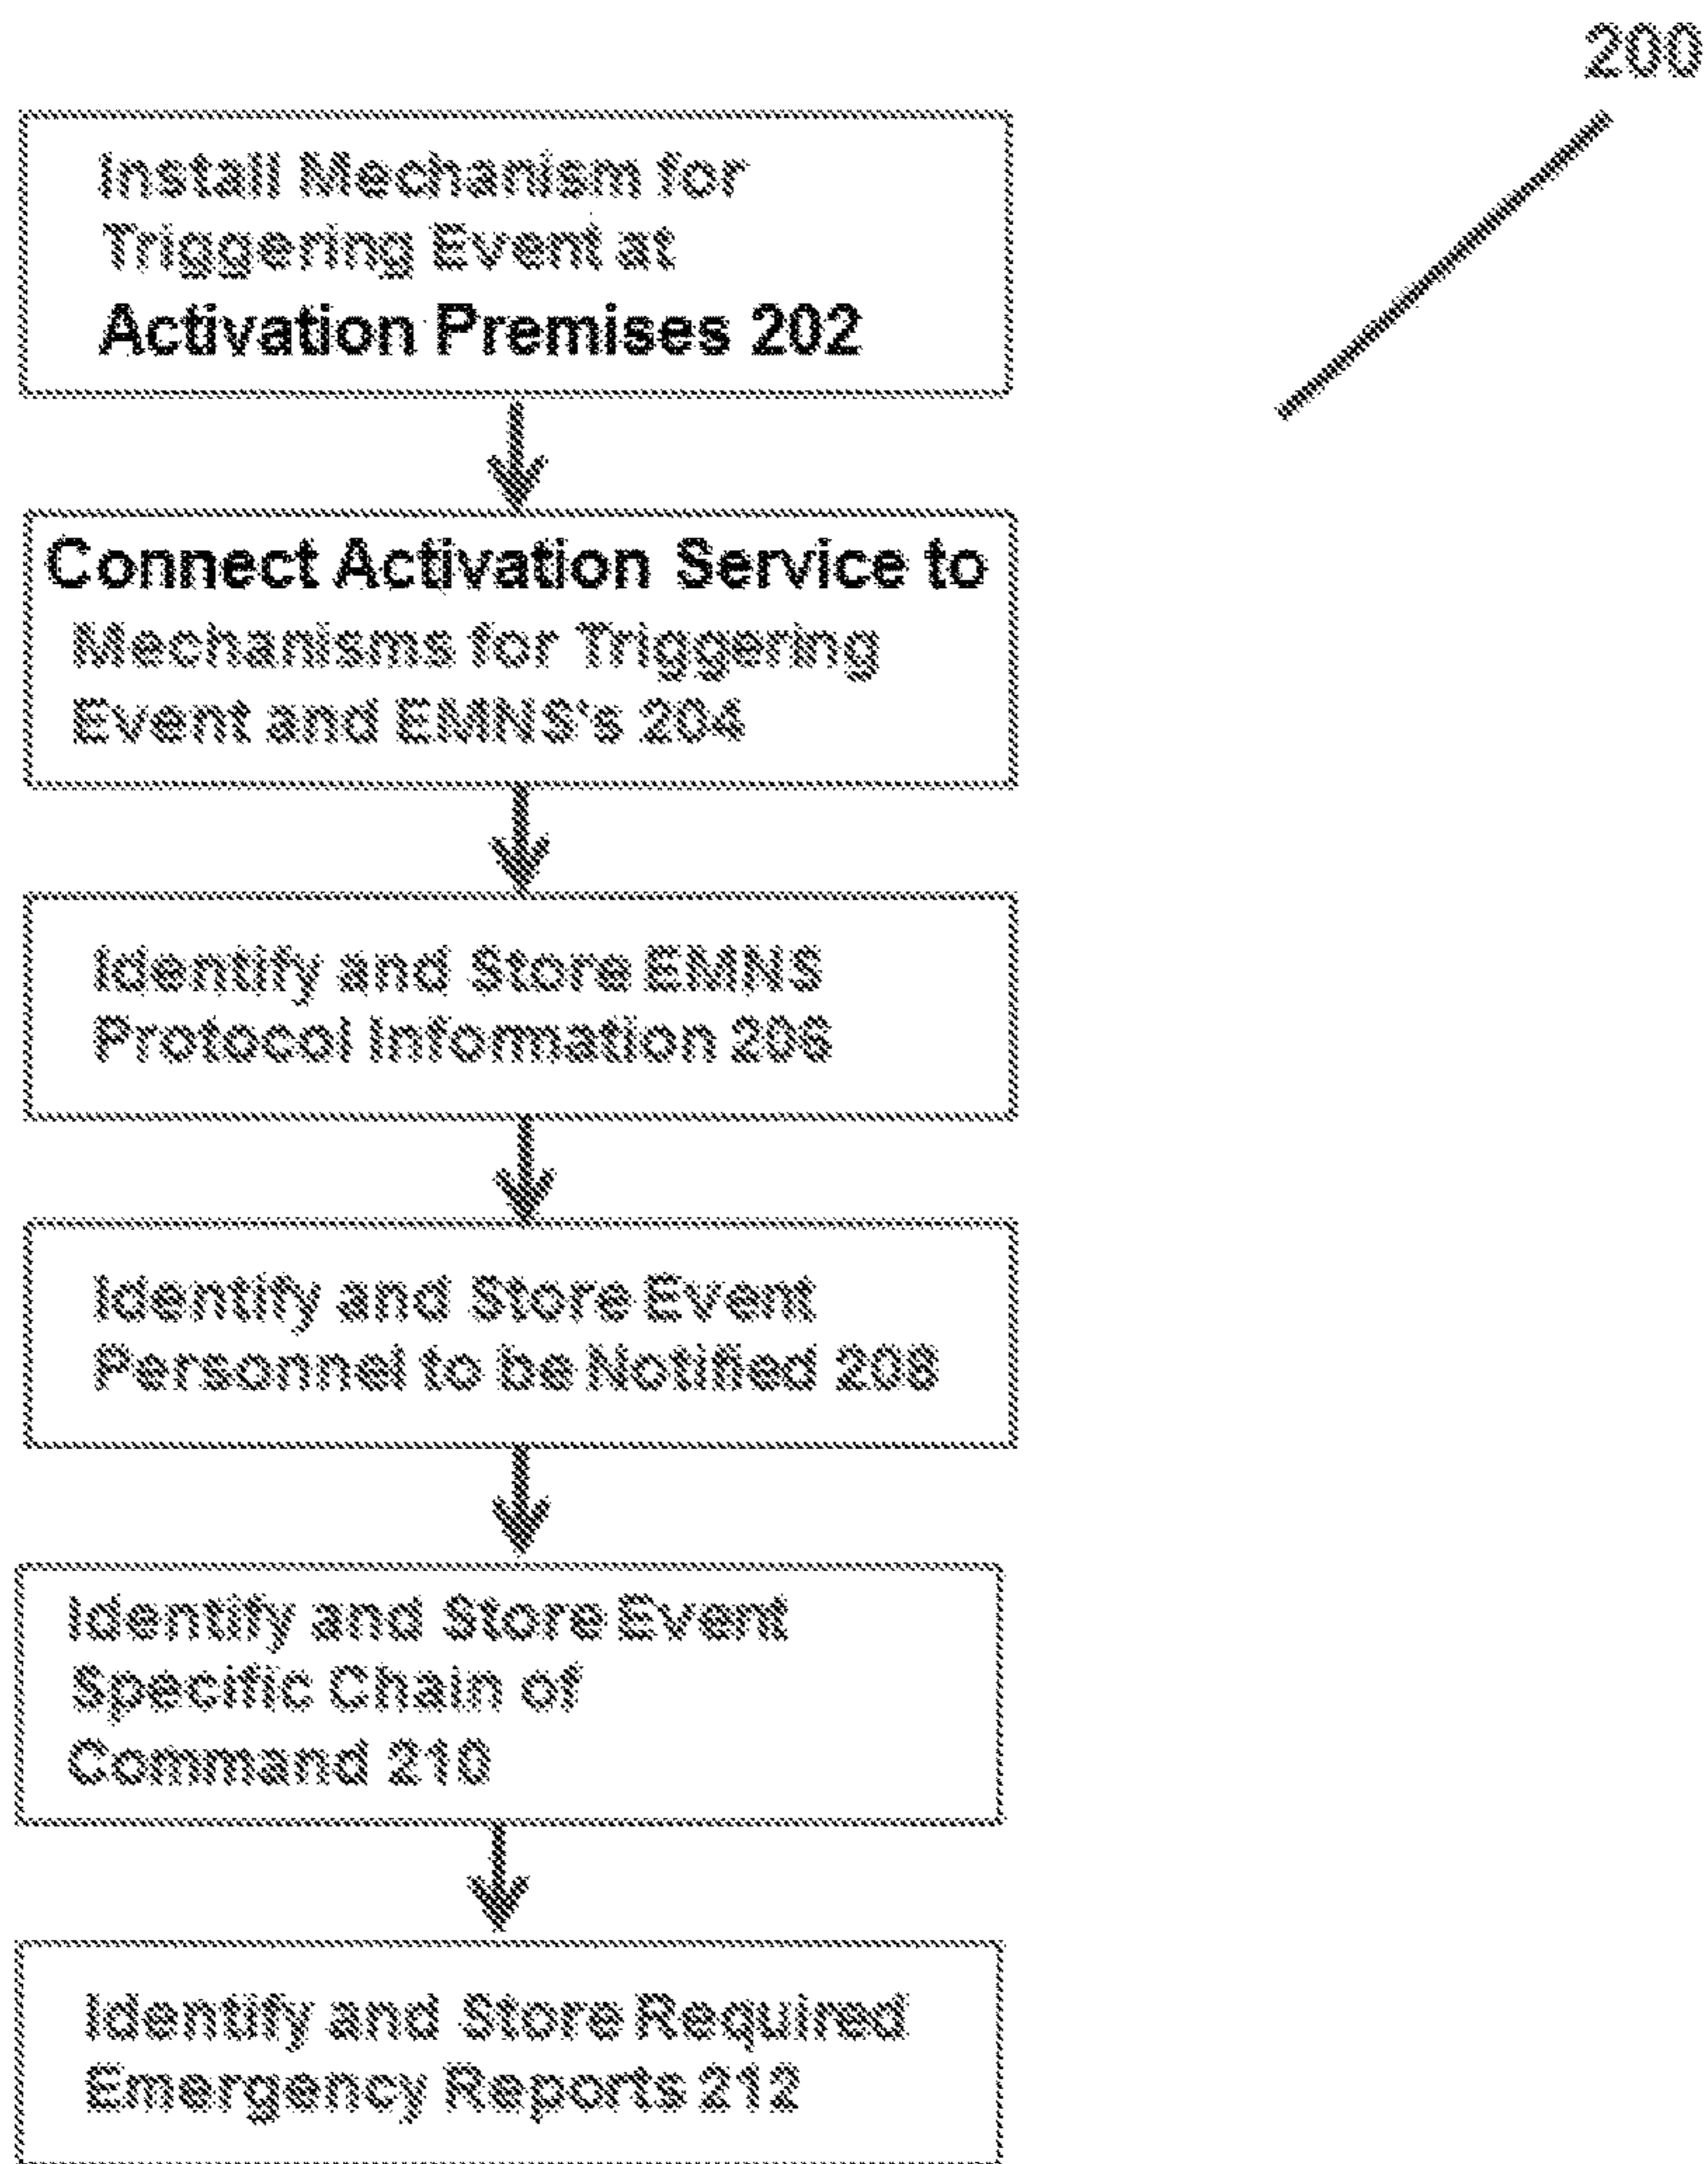 200
Install Mechanism for
Triggering Event at
Activation Premises 202
Connect Activation Service to
Mechanisms for Triggering
Event and EMNS's 204
Identify and Store EMNS
Protocol Information 206
Identify and Store Event
Personnel to be Notified 208
Identify and Store Event
Specific Chain of
Command 210
Identify and Store Required
Emergency Reports 212